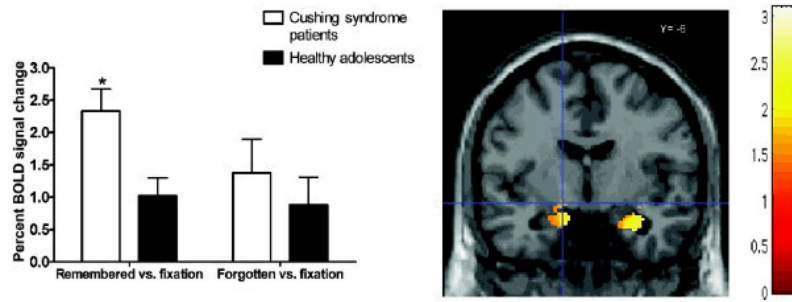 Cushing syndrome
patients
Healthy adolescents
Percent BOLD signal change
3.0
2.5
2.0
1.5
1.0
0.5
0.0
*
Remembered vs. fixation
Forgotten vs. fixation
Y= -6
3
2.5
2
1.5
1
0.5
0